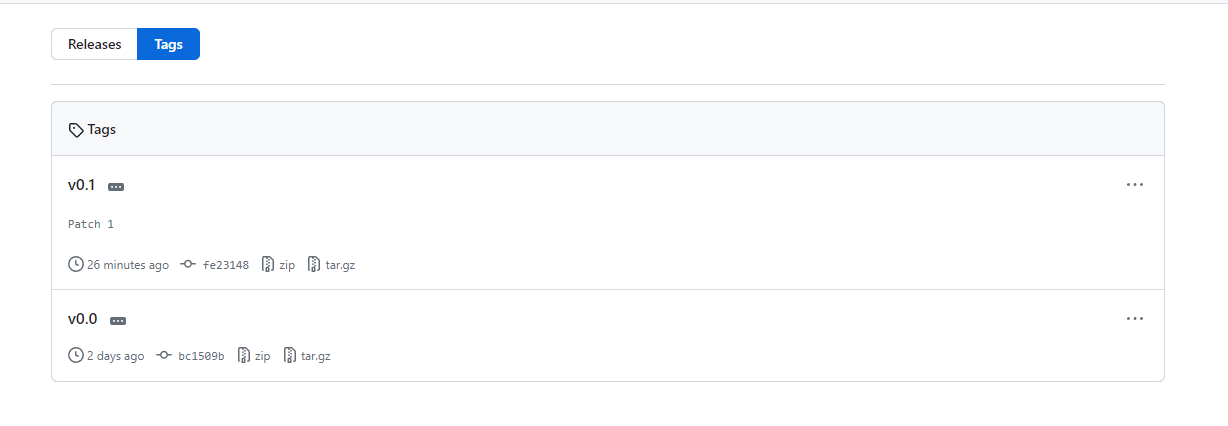 Releases Tags
Tags
v0.1
Patch 1
26 minutes ago fe23148 zip tar.gz
v0.0
2 days ago bc1509b zip tar.gz